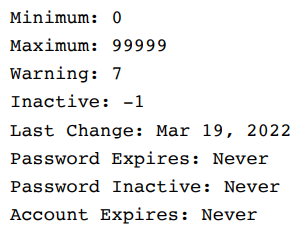 Minimum: 0
Maximum: 99999
Warning: 7
Inactive: -1
Last Change: Mar 19, 2022
Password Expires: Never
Password Inactive: Never
Account Expires: Never